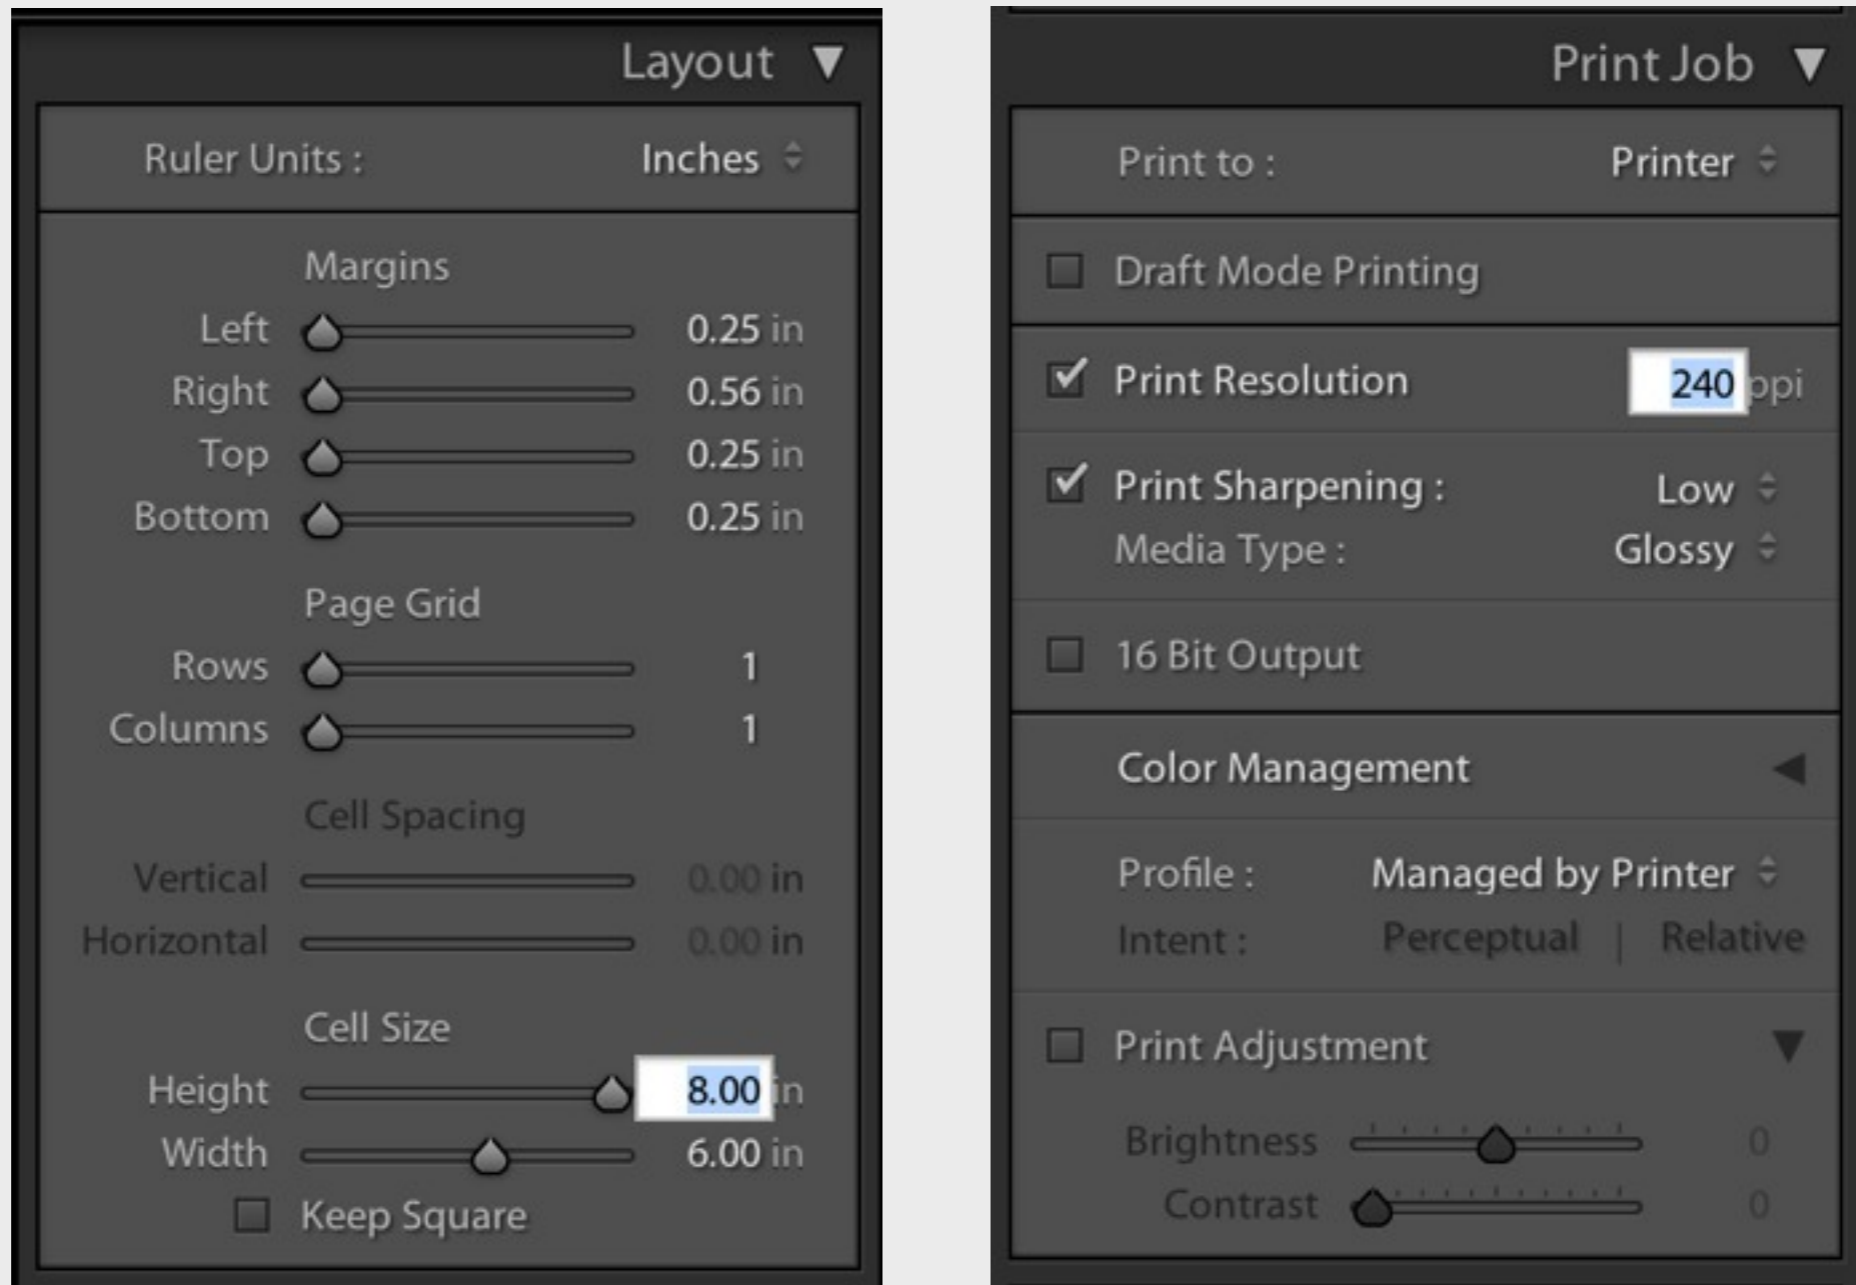 Layout ▼
Ruler Units : Inches
Margins
Left 0.25 in
Right 0.56 in
Top 0.25 in
Bottom 0.25 in
Page Grid
Rows 1
Columns 1
Cell Spacing
Vertical 0.00 in
Horizontal 0.00 in
Cell Size
Height 8.00 in
Width 6.00 in
Keep Square
Print Job ▼
Print to : Printer
Draft Mode Printing
Print Resolution 240 ppi
Print Sharpening : Low
Media Type : Glossy
16 Bit Output
Color Management
Profile : Managed by Printer
Intent : Perceptual | Relative
Print Adjustment
Brightness 0
Contrast 0